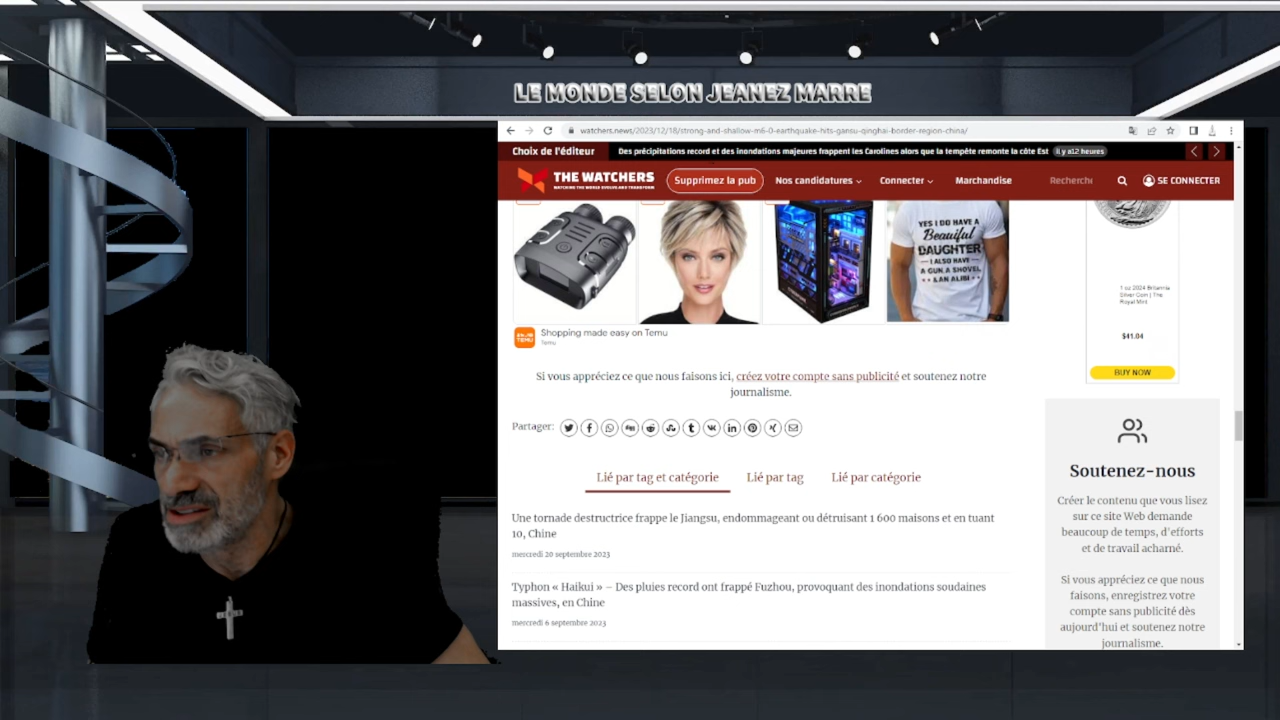 LE MONDE SELON JEANEZ MARRE
watchers.news/2023/12/18/strong-and-shallow-m6-0-earthquake-hits-gansu-qinghai-border-region-china/
Choix de l'éditeur
Des précipitations record et des inondations majeures frappent les Carolines alors que la tempête remonte la côte Est
Il y a12 heures
THE WATCHERS
WATCHING THE WORLD EVOLVE AND TRANSFORM
Supprimez la pub
Nos candidatures
Connecter
Marchandise
Recherche
SE CONNECTER
YES I DO HAVE A
Beautiful
DAUGHTER
I ALSO HAVE
A GUN, A SHOVEL
& AN ALIBI
TEMU
Shopping made easy on Temu
Temu
Si vous appréciez ce que nous faisons ici, créez votre compte sans publicité et soutenez notre
journalisme.
Partager:
Lié par tag et catégorie
Lié par tag
Lié par catégorie
Une tornade destructrice frappe le Jiangsu, endommageant ou détruisant 1 600 maisons et en tuant
10, Chine
mercredi 20 septembre 2023
Typhon « Haikui » – Des pluies record ont frappé Fuzhou, provoquant des inondations soudaines
massives, en Chine
mercredi 6 septembre 2023
1 oz 2024 Britannia
Silver Coin | The
Royal Mint
$41.04
BUY NOW
Soutenez-nous
Créer le contenu que vous lisez
sur ce site Web demande
beaucoup de temps, d'efforts
et de travail acharné.
Si vous appréciez ce que nous
faisons, enregistrez votre
compte sans publicité dès
aujourd'hui et soutenez notre
journalisme.